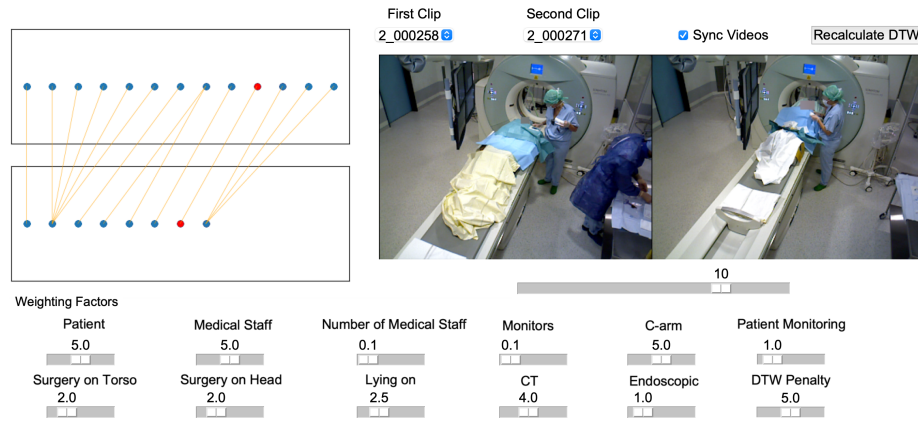 First Clip
Second Clip
2_000258
2_000271
Sync Videos
Recalculate DTW
10
Weighting Factors
Patient
Medical Staff
Number of Medical Staff
Monitors
C-arm
Patient Monitoring
5.0
5.0
0.1
0.1
5.0
1.0
Surgery on Torso
Surgery on Head
Lying on
CT
Endoscopic
DTW Penalty
2.0
2.0
2.5
4.0
1.0
5.0